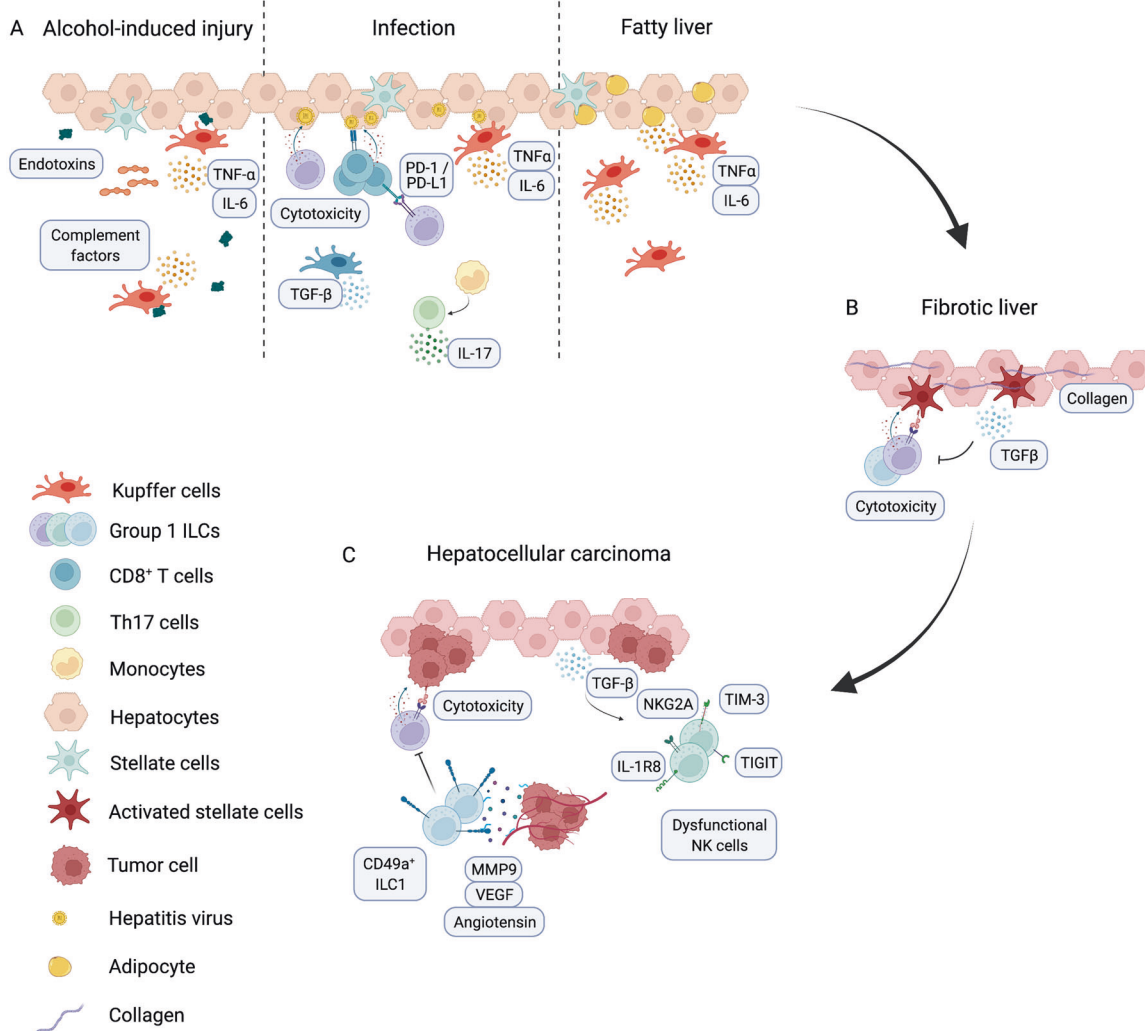 A
Alcohol-induced injury
Infection
Fatty liver
Endotoxins
TNF-α
IL-6
Complement
factors
Cytotoxicity
PD-1 /
PD-L1
TNFα
IL-6
TGF-β
IL-17
TNFα
IL-6
B
Fibrotic liver
Collagen
TGFβ
Cytotoxicity
Kupffer cells
Group 1 ILCs
CD8⁺ T cells
Th17 cells
Monocytes
Hepatocytes
Stellate cells
Activated stellate cells
Tumor cell
Hepatitis virus
Adipocyte
Collagen
C
Hepatocellular carcinoma
Cytotoxicity
TGF-β
NKG2A
TIM-3
IL-1R8
TIGIT
Dysfunctional
NK cells
CD49a⁺
ILC1
MMP9
VEGF
Angiotensin